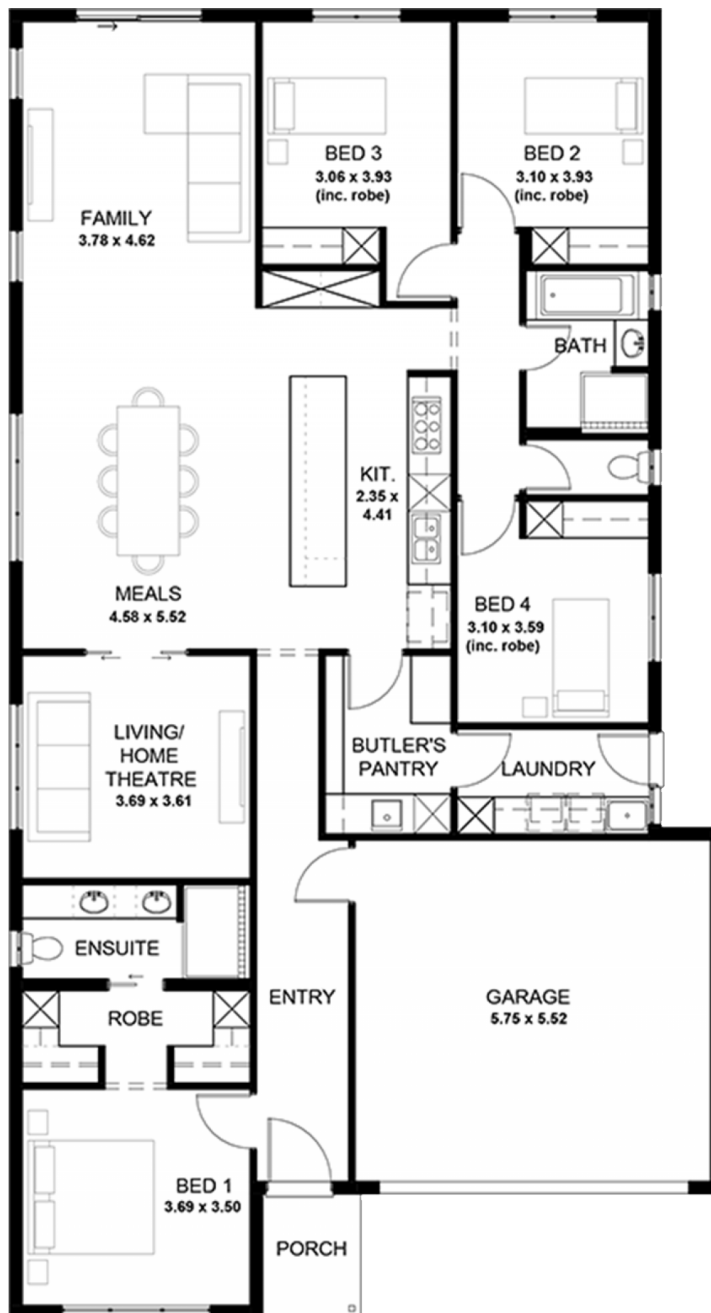 BED 3
3.06 x 3.93
(inc. robe)
BED 2
3.10 x 3.93
(inc. robe)
FAMILY
3.78 x 4.62
BATH
KIT.
2.35 x
4.41
MEALS
4.58 x 5.52
BED 4
3.10 x 3.59
(inc. robe)
LIVING/
HOME
THEATRE
3.69 x 3.61
BUTLER'S
PANTRY
LAUNDRY
ENSUITE
ROBE
ENTRY
GARAGE
5.75 x 5.52
BED 1
3.69 x 3.50
PORCH